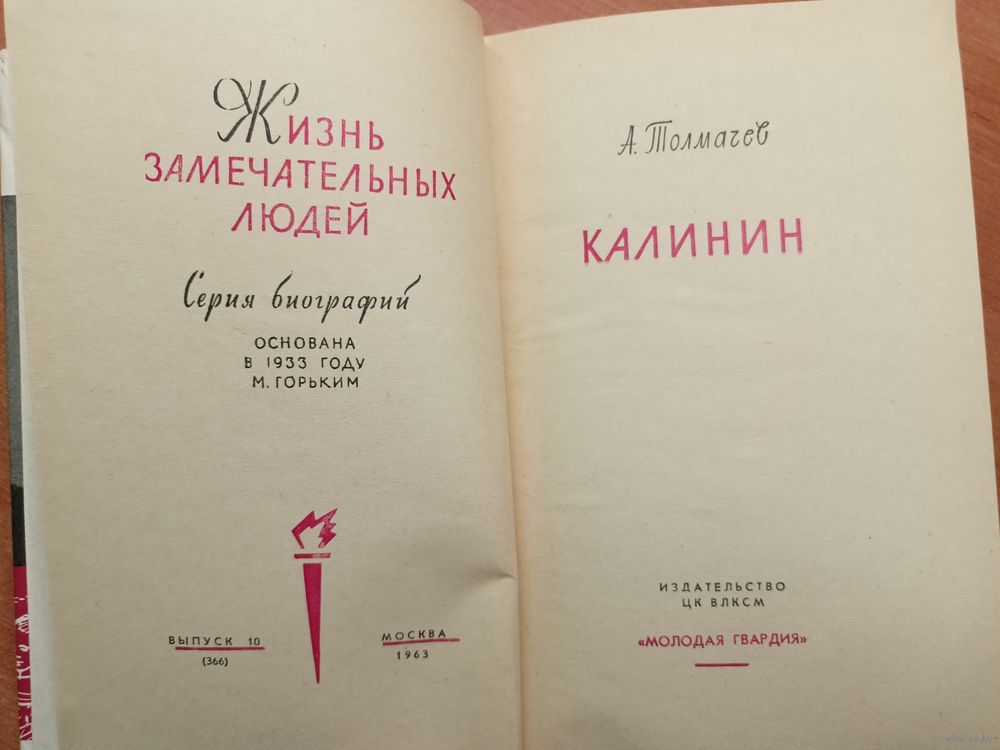 Жизнь
ЗАМЕЧАТЕЛЬНЫХ
ЛЮДЕЙ
Серия биографий
ОСНОВАНА
В 1933 ГОДУ
М. ГОРЬКИМ
ВЫПУСК 10
(366)
МОСКВА
1963
А. Толмачев
КАЛИНИН
ИЗДАТЕЛЬСТВО
ЦК ВЛКСМ
«МОЛОДАЯ ГВАРДИЯ»